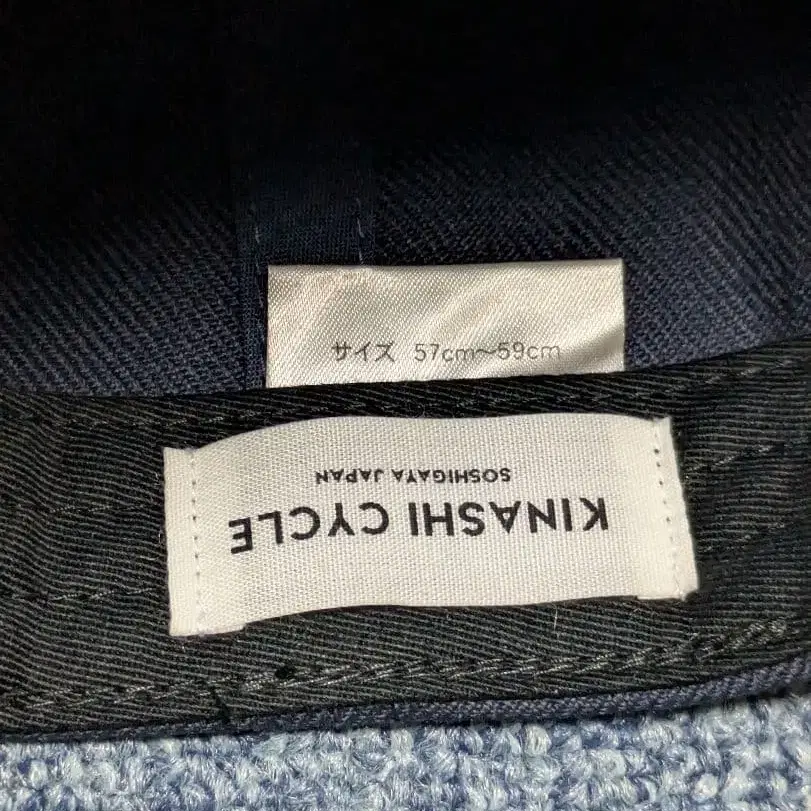 サイズ 57cm～59cm
KINASHI CYCLE
SOSHIGAYA JAPAN